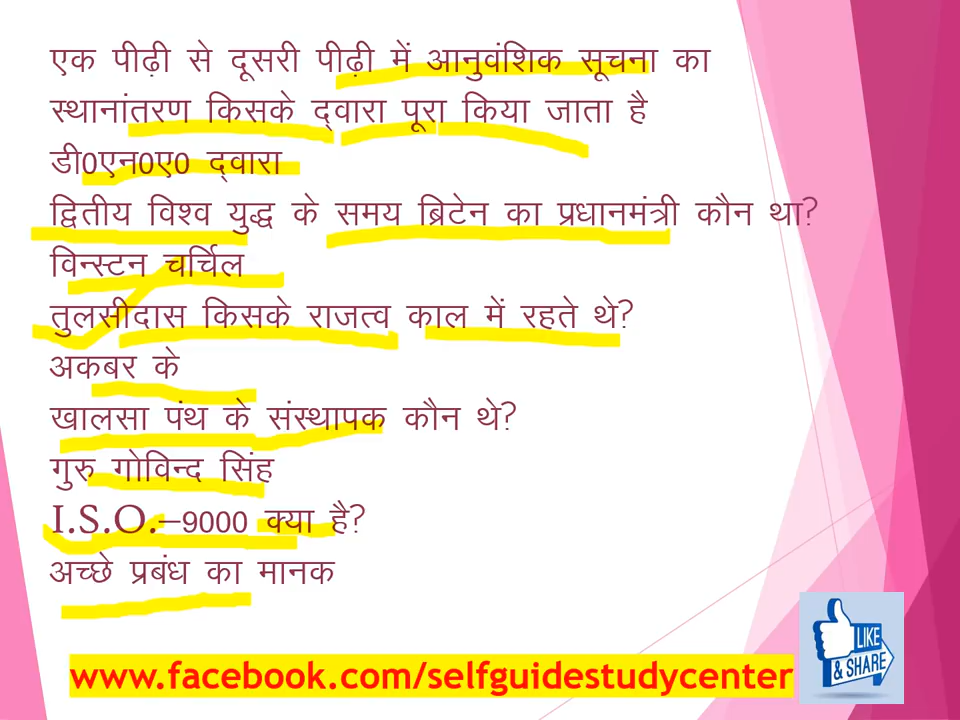 एक पीढ़ी से दूसरी पीढ़ी में आनुवंशिक सूचना का
स्थानांतरण किसके द्वारा पूरा किया जाता है
डी0एन0ए0 द्वारा
द्वितीय विश्व युद्ध के समय ब्रिटेन का प्रधानमंत्री कौन था?
विन्स्टन चर्चिल
तुलसीदास किसके राजत्व काल में रहते थे?
अकबर के
खालसा पंथ के संस्थापक कौन थे?
गुरु गोविन्द सिंह
I.S.O.–9000 क्या है?
अच्छे प्रबंध का मानक
LIKE
& SHARE
www.facebook.com/selfguidestudycenter